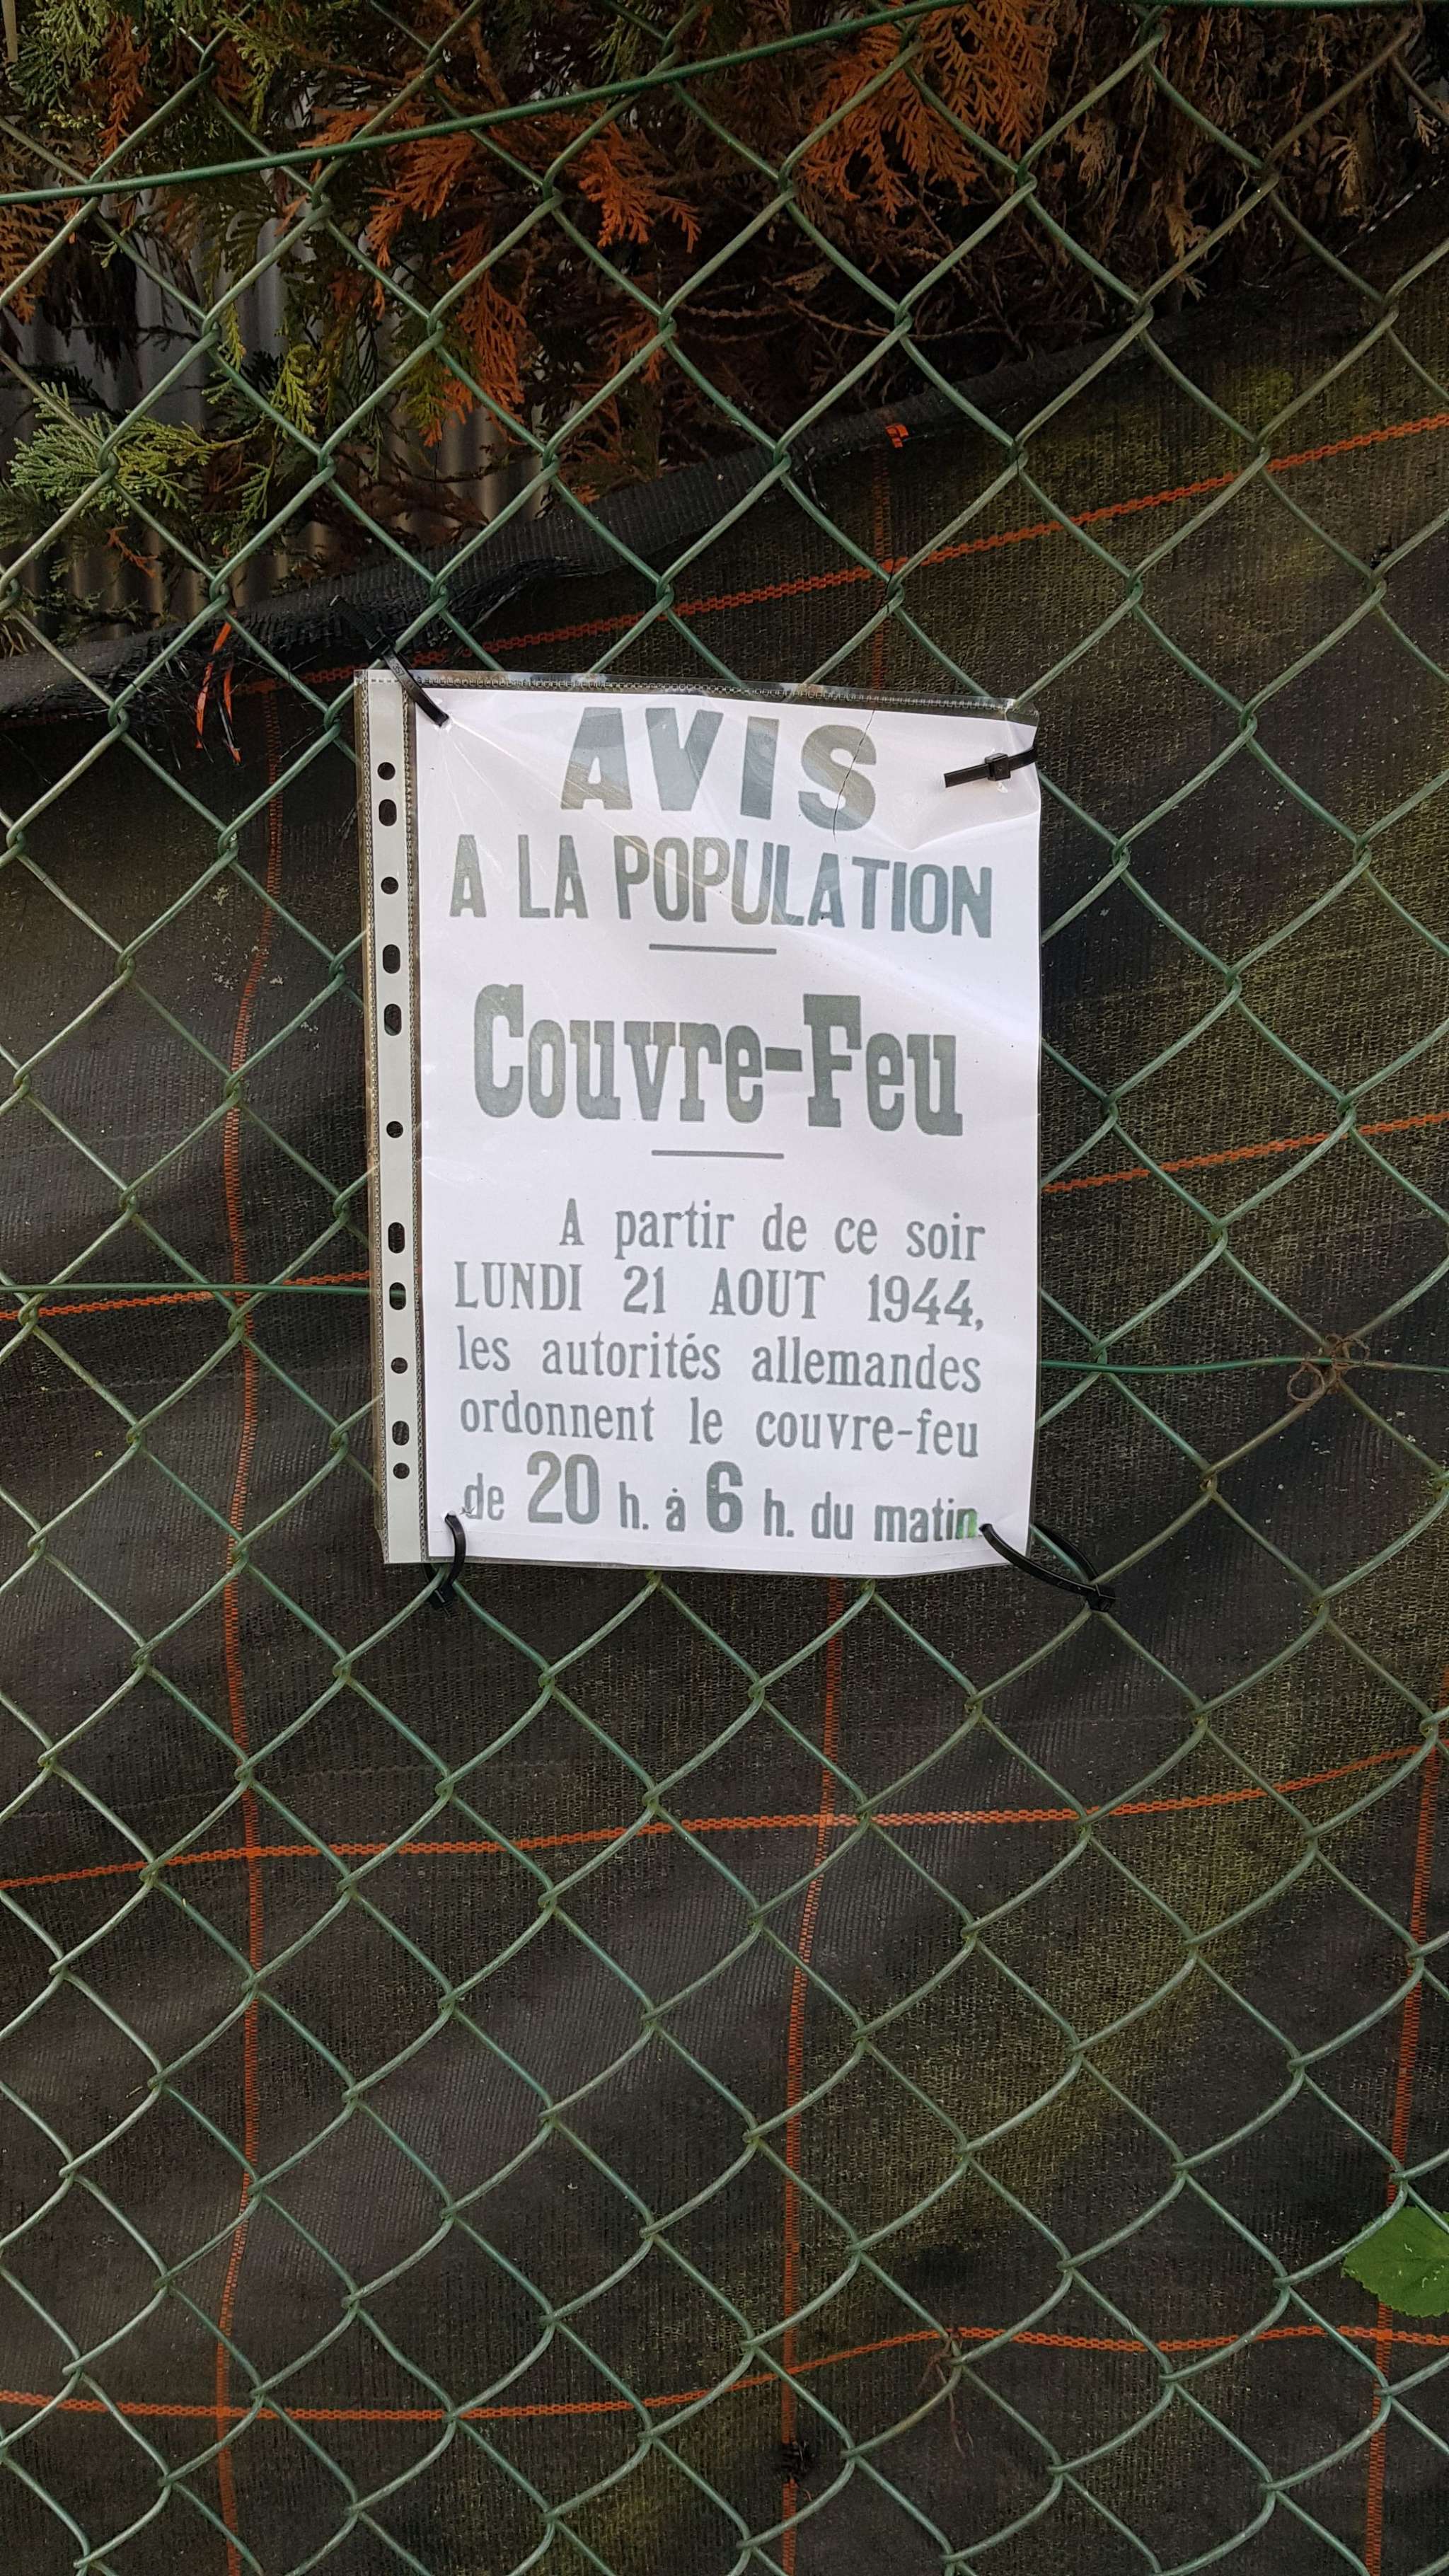 AVIS
A LA POPULATION
Couvre-Feu
A partir de ce soir
LUNDI 21 AOUT 1944,
les autorités allemandes
ordonnent le couvre-feu
de 20 h. à 6 h. du matin